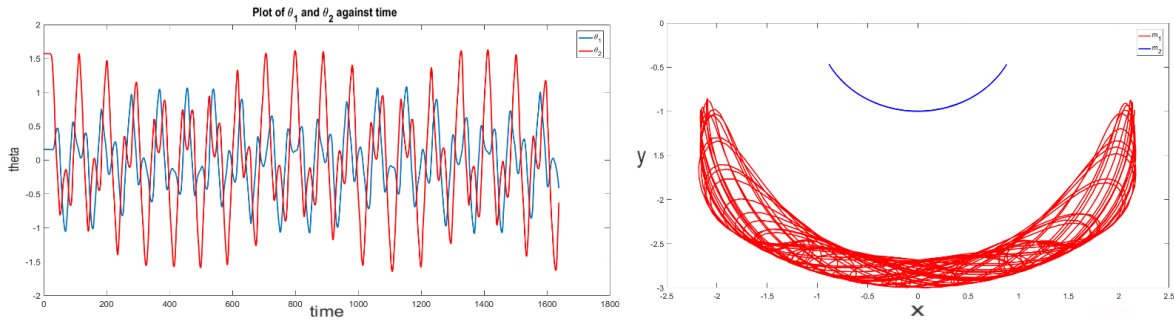 Plot of θ₁ and θ₂ against time
θ₁
θ₂
2
1.5
1
0.5
0
-0.5
-1
-1.5
-2
theta
0 200 400 600 800 1000 1200 1400 1600 1800
time
m₁
m₂
0
-0.5
-1
-1.5
-2
-2.5
-3
y
-2.5 -2 -1.5 -1 -0.5 0 0.5 1 1.5 2 2.5
x